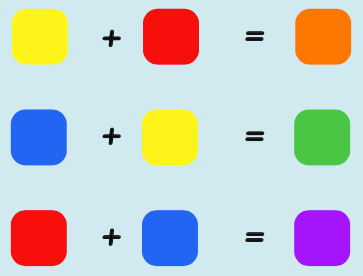 + =
+ =
+ =